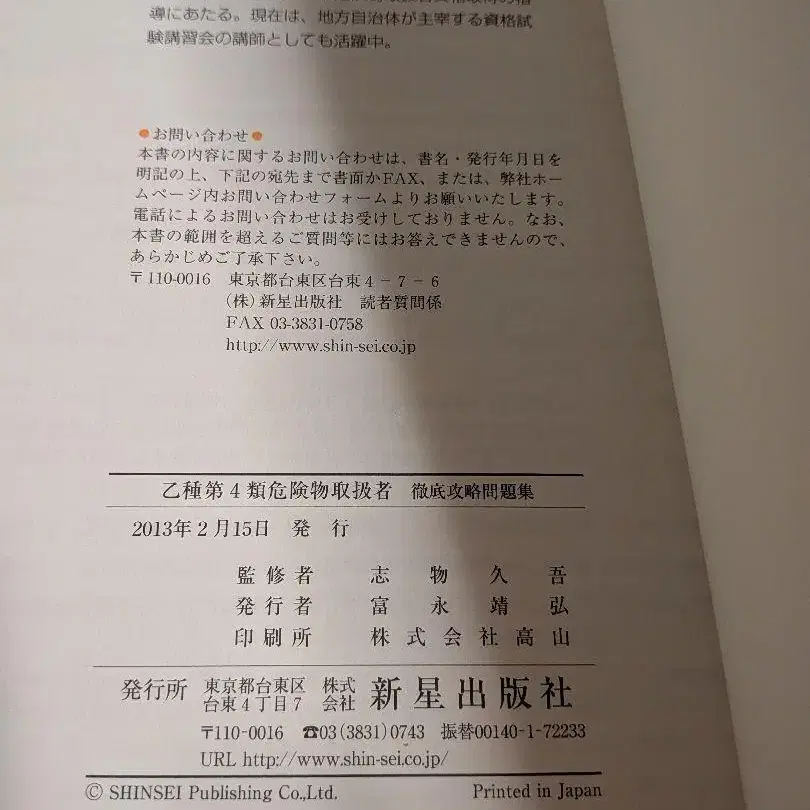 導にあたる。現在は、地方自治体が主宰する資格試
験講習会の講師としても活躍中。
●お問い合わせ●
本書の内容に関するお問い合わせは、書名・発行年月日を
明記の上、下記の宛先まで書面かFAX、または、弊社ホー
ムページ内お問い合わせフォームよりお願いいたします。
電話によるお問い合わせはお受けしておりません。なお、
本書の範囲を超えるご質問等にはお答えできませんので、
あらかじめご了承下さい。
〒110-0016 東京都台東区台東4-7-6
(株)新星出版社 読者質問係
FAX 03-3831-0758
http://www.shin-sei.co.jp
乙種第4類危険物取扱者 徹底攻略問題集
2013年2月15日 発行
監修者 志物久吾
発行者 富永靖弘
印刷所 株式会社高山
発行所 東京都台東区台東4丁目7 株式会社 新星出版社
〒110-0016 ☎03(3831)0743 振替00140-1-72233
URL http://www.shin-sei.co.jp/
© SHINSEI Publishing Co.,Ltd. Printed in Japan